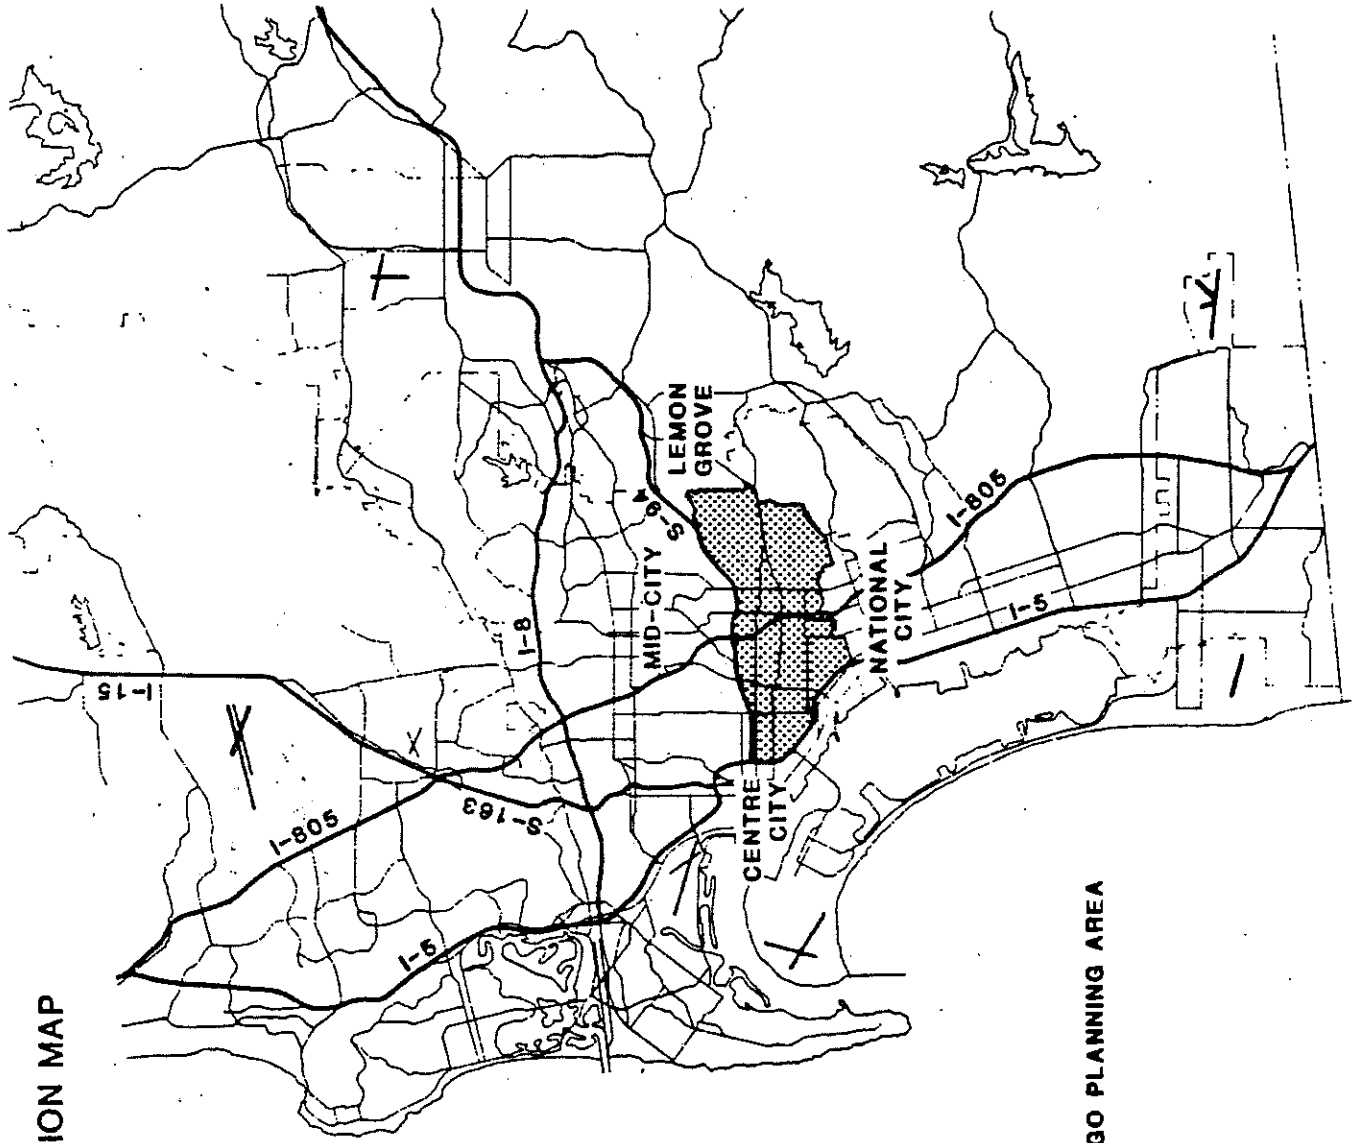 ION MAP
I-15
I-805
S-163
I-5
I-8
MID-CITY
S-94
LEMON
GROVE
CENTRE
CITY
NATIONAL
CITY
I-805
I-5
GO PLANNING AREA